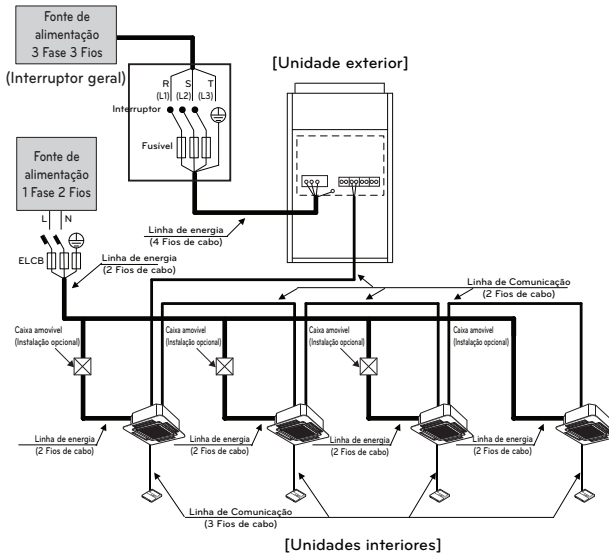 Fonte de
alimentação
3 Fase 3 Fios
(Interruptor geral)
R S T
(L1) (L2) (L3)
Interruptor
Fusível
[Unidade exterior]
Fonte de
alimentação
1 Fase 2 Fios
L N
ELCB
Linha de energia
(4 Fios de cabo)
Linha de energia
(2 Fios de cabo)
Linha de Comunicação
(2 Fios de cabo)
Caixa amovível
(Instalação opcional)
Caixa amovível
(Instalação opcional)
Caixa amovível
(Instalação opcional)
Linha de energia
(2 Fios de cabo)
Linha de energia
(2 Fios de cabo)
Linha de energia
(2 Fios de cabo)
Linha de energia
(2 Fios de cabo)
Linha de Comunicação
(3 Fios de cabo)
[Unidades interiores]